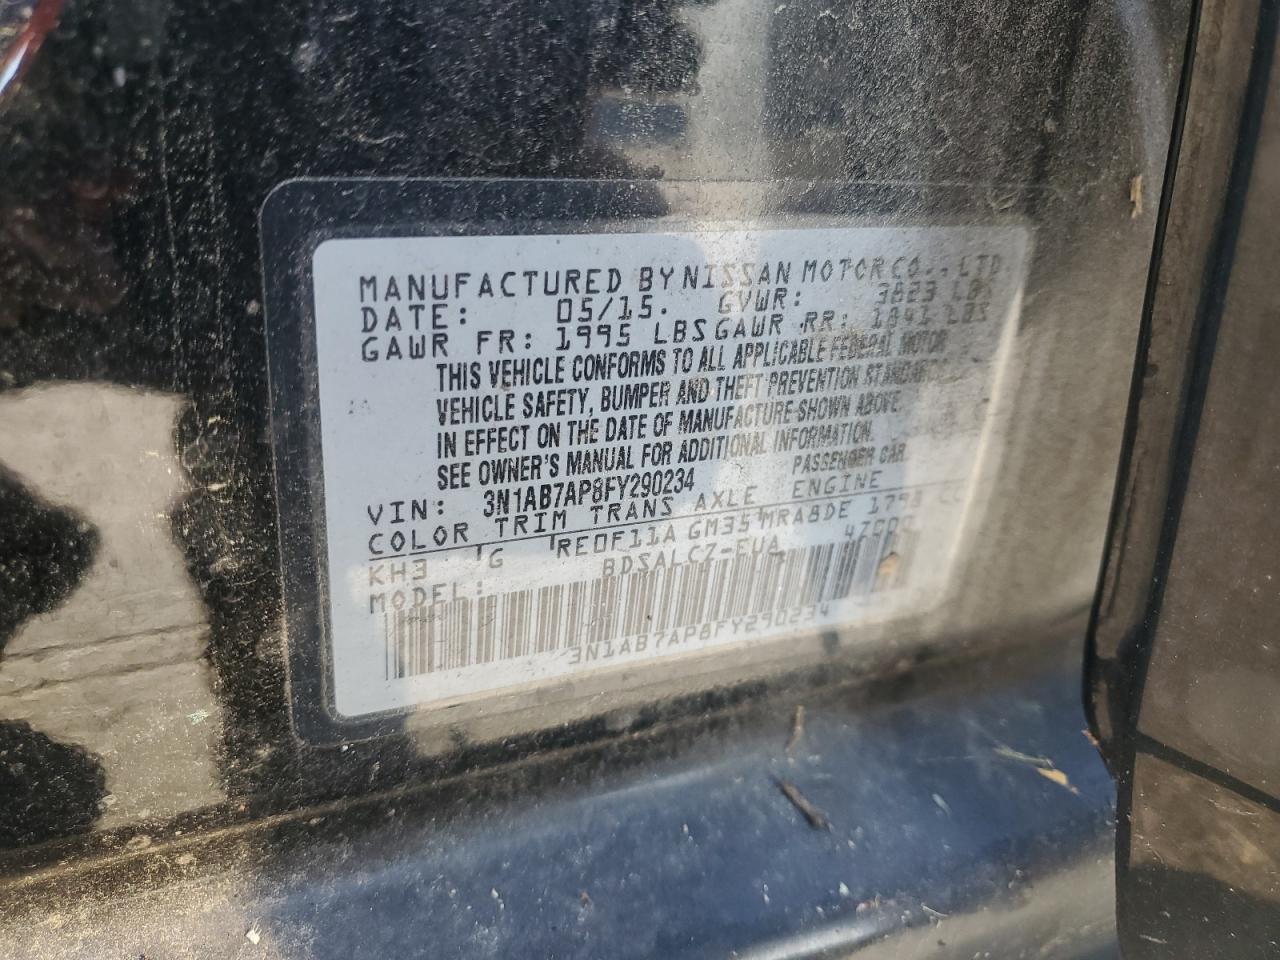 MANUFACTURED BY NISSAN MOTOR CO., LTD.
DATE: 05/15. GVWR: 3823 LBS
GAWR FR: 1995 LBS GAWR RR: 1841 LBS
THIS VEHICLE CONFORMS TO ALL APPLICABLE FEDERAL MOTOR
VEHICLE SAFETY, BUMPER AND THEFT PREVENTION STANDARDS
IN EFFECT ON THE DATE OF MANUFACTURE SHOWN ABOVE.
SEE OWNER'S MANUAL FOR ADDITIONAL INFORMATION.
VIN: 3N1AB7AP8FY290234 PASSENGER CAR
COLOR TRIM TRANS AXLE ENGINE
KH3 G RE0F11A GM35 MRA8DE 1798 CC
MODEL: BDSALCZ-EUA
3N1AB7AP8FY290234